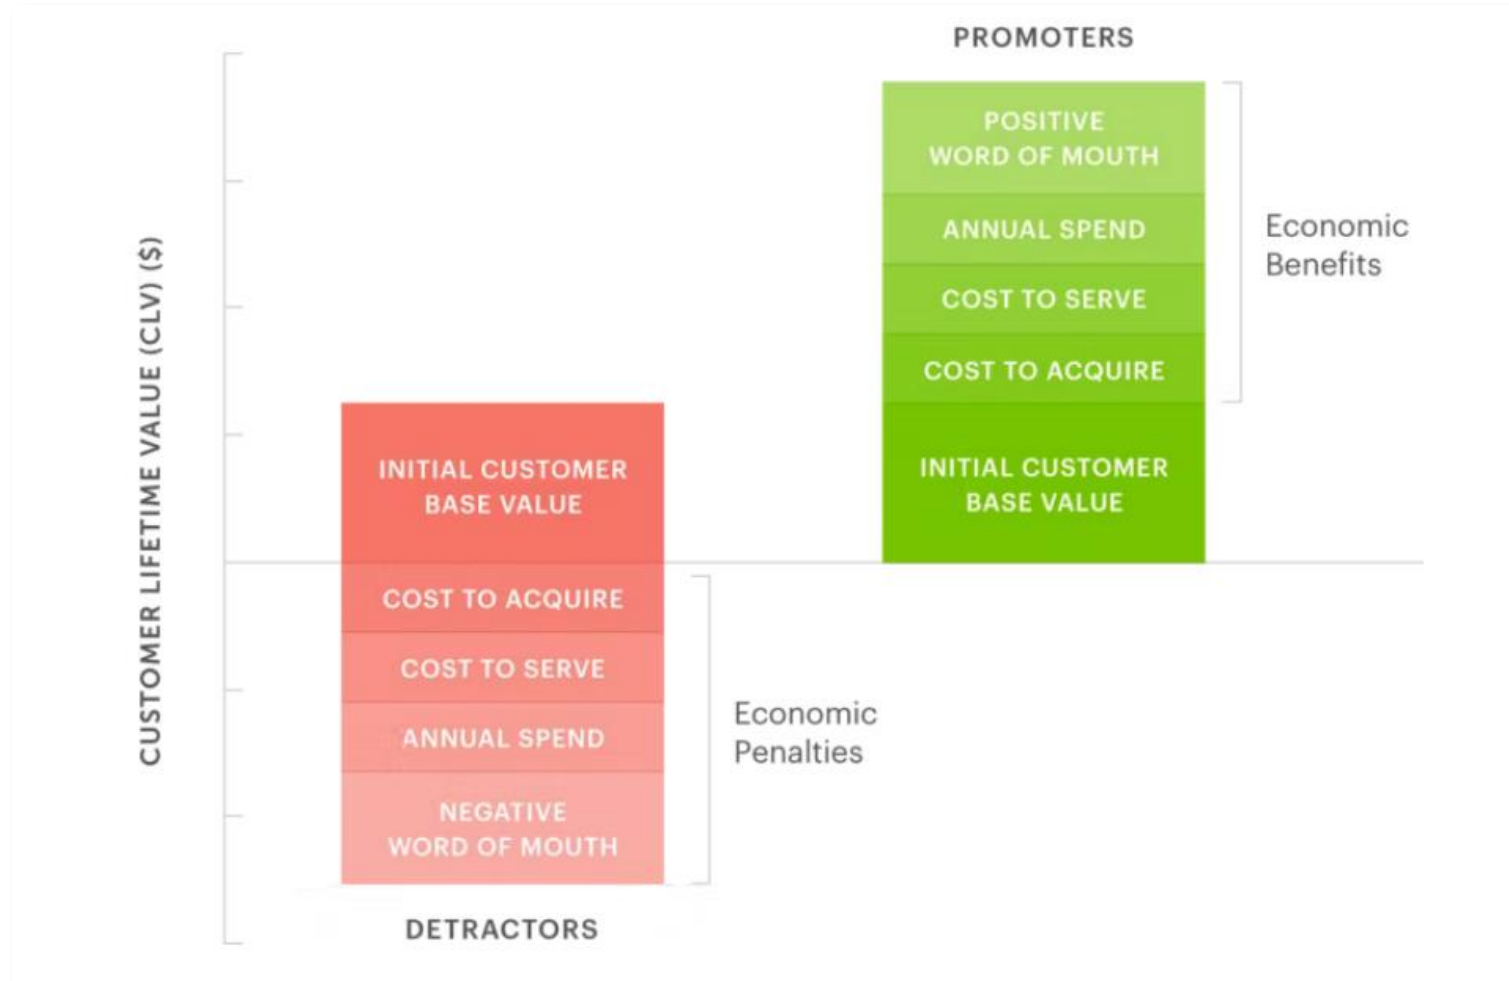 PROMOTERS
POSITIVE
WORD OF MOUTH
ANNUAL SPEND
COST TO SERVE
COST TO ACQUIRE
INITIAL CUSTOMER
BASE VALUE
Economic
Benefits
CUSTOMER LIFETIME VALUE (CLV) ($)
INITIAL CUSTOMER
BASE VALUE
COST TO ACQUIRE
COST TO SERVE
ANNUAL SPEND
NEGATIVE
WORD OF MOUTH
Economic
Penalties
DETRACTORS